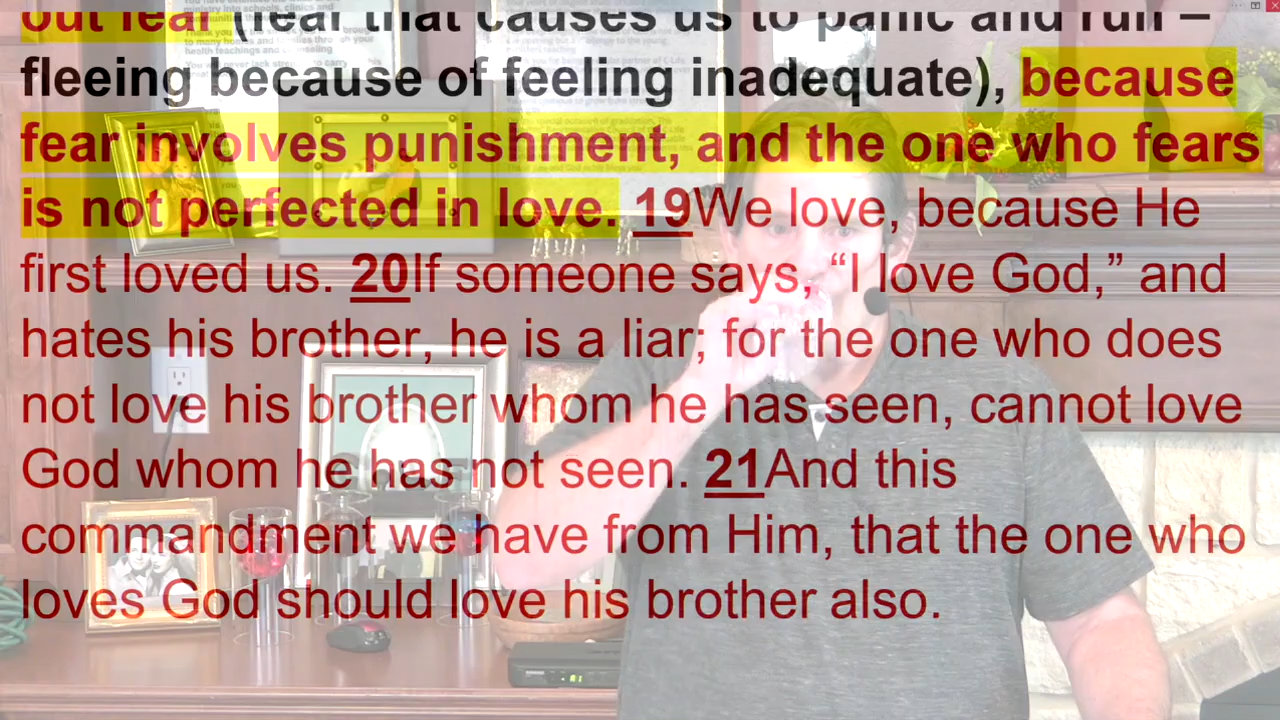 out fear (fear that causes us to panic and run –
fleeing because of feeling inadequate), because
fear involves punishment, and the one who fears
is not perfected in love. 19We love, because He
first loved us. 20If someone says, “I love God,” and
hates his brother, he is a liar; for the one who does
not love his brother whom he has seen, cannot love
God whom he has not seen. 21And this
commandment we have from Him, that the one who
loves God should love his brother also.